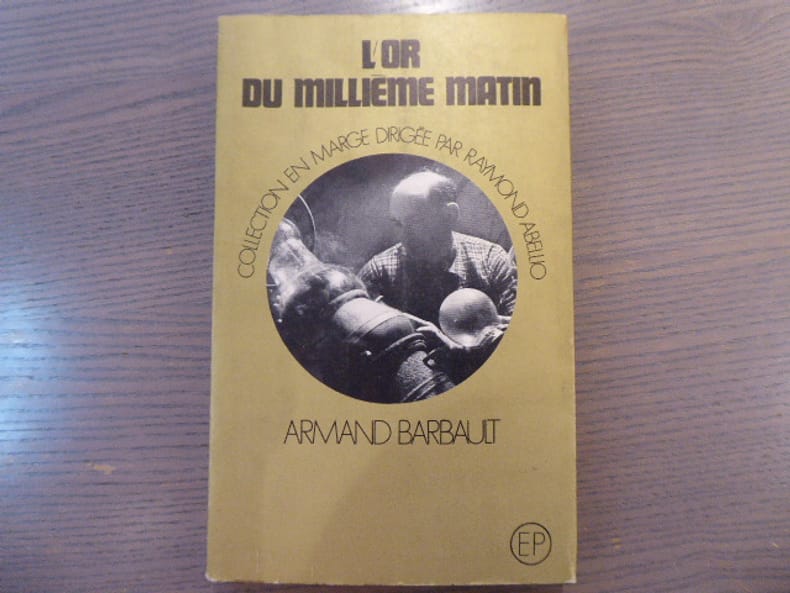 L'OR
DU MILLIÈME MATIN
COLLECTION EN MARGE DIRIGÉE PAR RAYMOND ABELLIO
ARMAND BARBAULT
EP